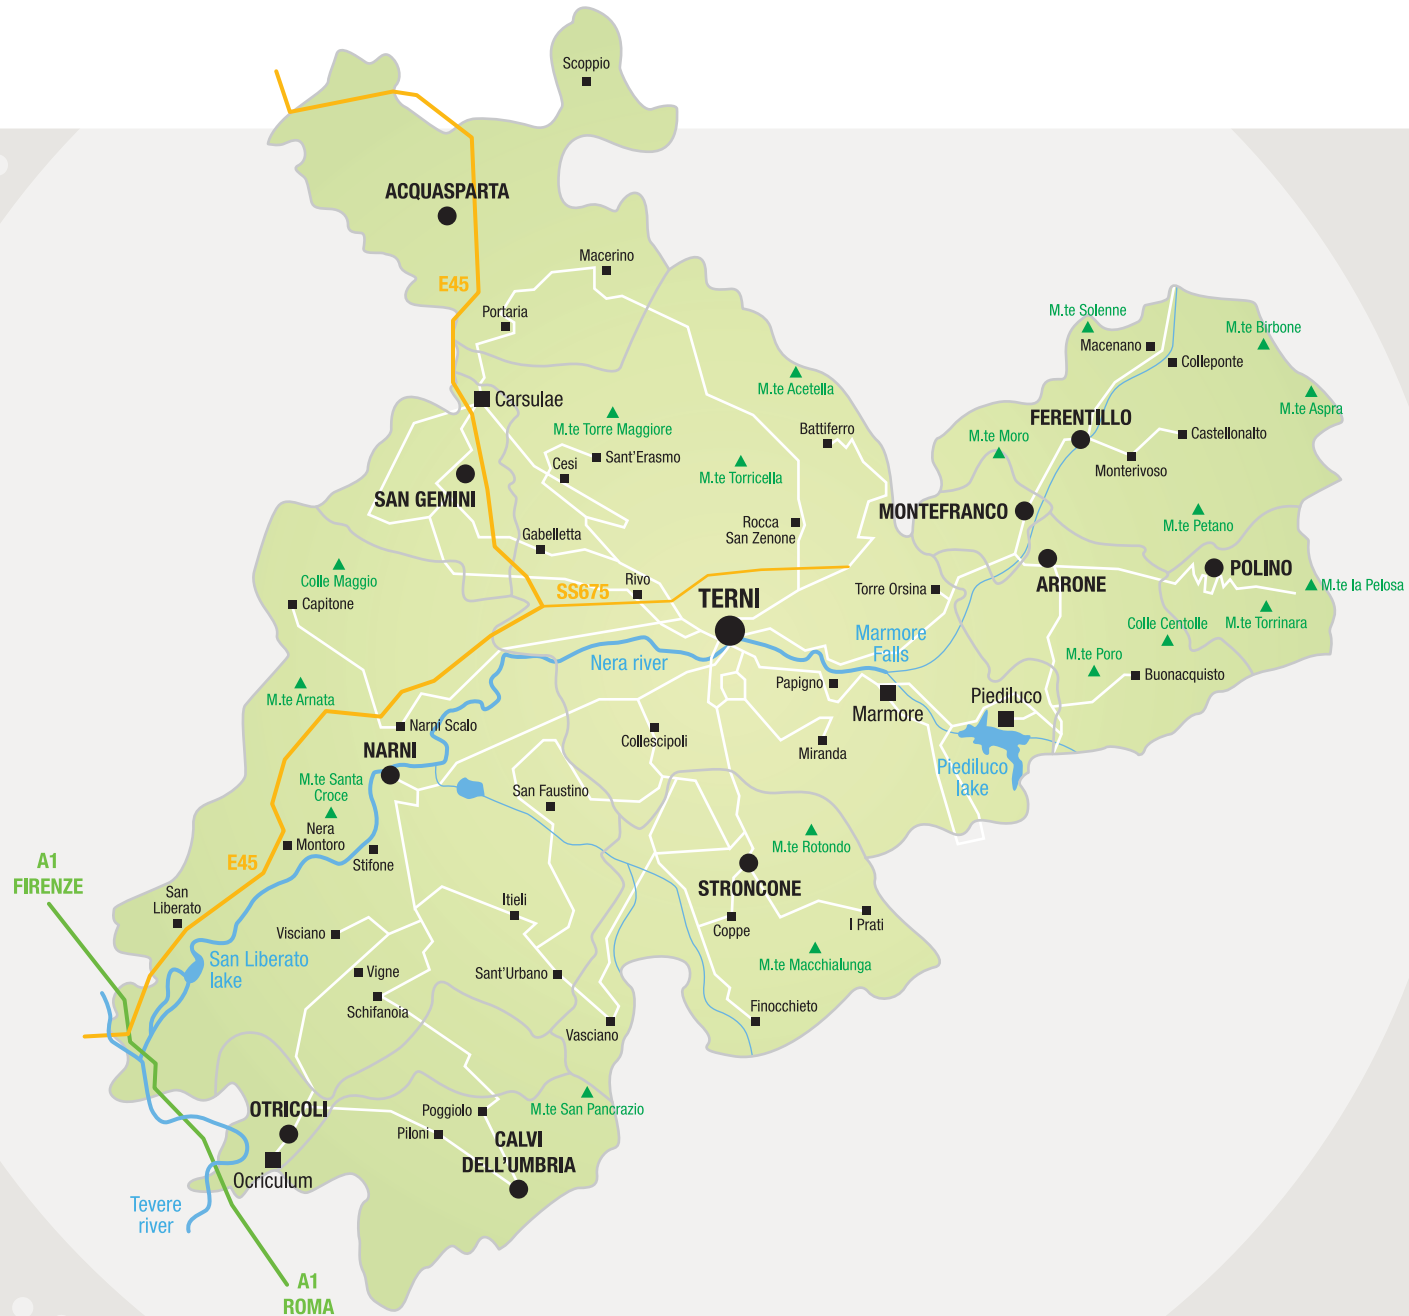 Scoppio
ACQUASPARTA
Macerino
E45
Portaria
M.te Solenne
M.te Birbone
Macenano
Colleponte
M.te Acetella
Carsulae
M.te Aspra
FERENTILLO
M.te Torre Maggiore
Battiferro
M.te Moro
Castellonalto
Cesi
Sant'Erasmo
M.te Torricella
Monterivoso
SAN GEMINI
MONTEFRANCO
Rocca
San Zenone
M.te Petano
Gabelletta
Colle Maggio
Rivo
POLINO
ARRONE
M.te la Pelosa
SS675
TERNI
Torre Orsina
Capitone
Colle Centolle
M.te Torrinara
Marmore
Falls
Nera river
M.te Poro
Buonacquisto
Papigno
M.te Arnata
Piediluco
Marmore
Narni Scalo
Collescipoli
Miranda
NARNI
Piediluco
lake
M.te Santa
Croce
San Faustino
Nera
Montoro
M.te Rotondo
E45
Stifone
A1
FIRENZE
STRONCONE
San
Liberato
Itieli
Coppe
I Prati
Visciano
San Liberato
lake
Vigne
Sant'Urbano
M.te Macchialunga
Schifanoia
Finocchieto
Vasciano
OTRICOLI
Poggiolo
M.te San Pancrazio
Piloni
CALVI
DELL'UMBRIA
Ocriculum
Tevere
river
A1
ROMA